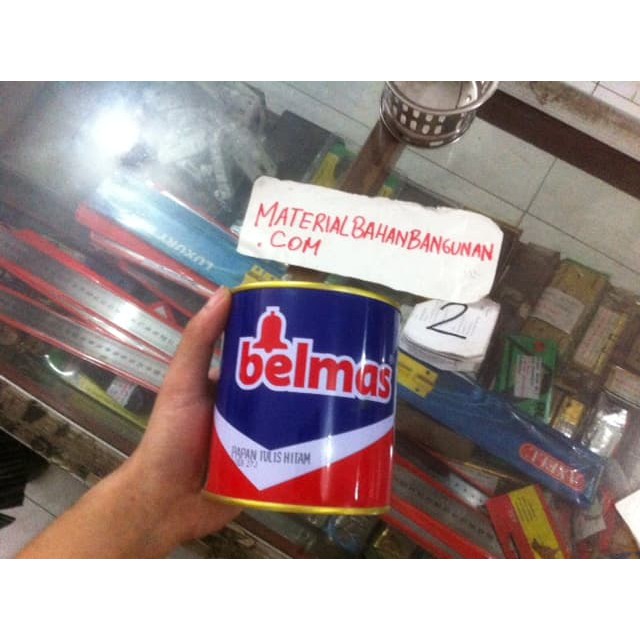 MATERIALBAHANBANGUNAN
.COM
2
belmas
PAPAN TULIS HITAM
LUXURY